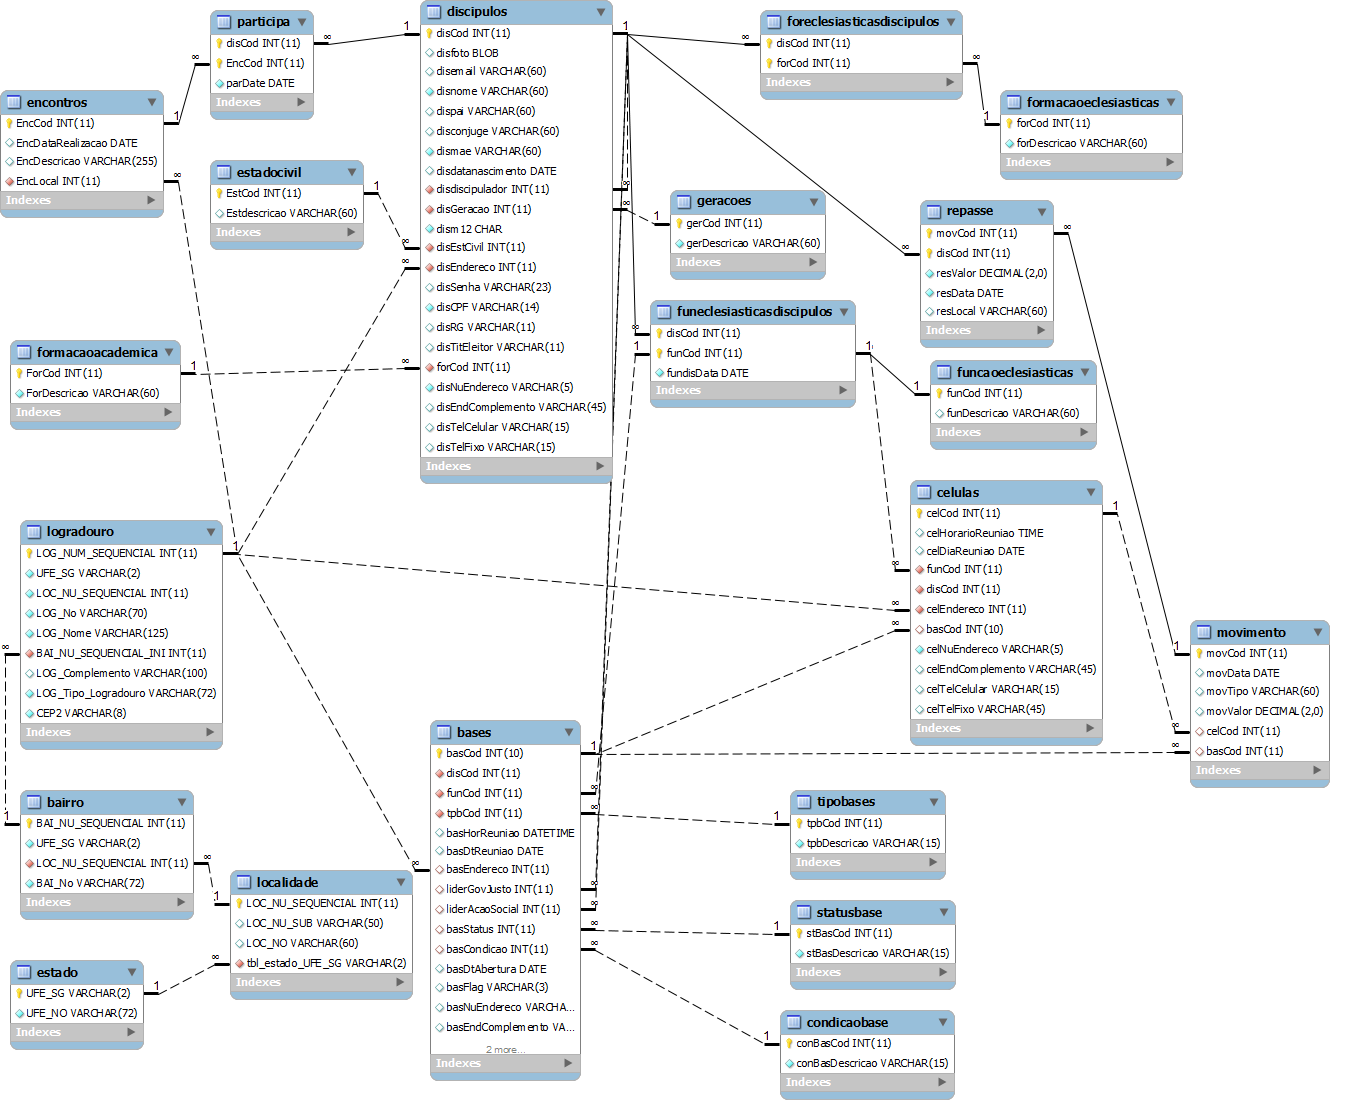 participa
disCod INT(11)
EncCod INT(11)
parDate DATE
Indexes
encontros
EncCod INT(11)
EncDataRealizacao DATE
EncDescricao VARCHAR(255)
EncLocal INT(11)
Indexes
estadocivil
EstCod INT(11)
Estdescricao VARCHAR(60)
Indexes
formacaoacademica
ForCod INT(11)
ForDescricao VARCHAR(60)
Indexes
discipulos
disCod INT(11)
disfoto BLOB
disemail VARCHAR(60)
disnome VARCHAR(60)
dispai VARCHAR(60)
disconjuge VARCHAR(60)
dismae VARCHAR(60)
disdatanascimento DATE
disdiscipulador INT(11)
disGeracao INT(11)
dism12 CHAR
disEstCivil INT(11)
disEndereco INT(11)
disSenha VARCHAR(23)
disCPF VARCHAR(14)
disRG VARCHAR(11)
disTitEleitor VARCHAR(11)
forCod INT(11)
disNuEndereco VARCHAR(5)
disEndComplemento VARCHAR(45)
disTelCelular VARCHAR(15)
disTelFixo VARCHAR(15)
Indexes
foreclesiasticasdiscipulos
disCod INT(11)
forCod INT(11)
Indexes
formacaoeclesiasticas
forCod INT(11)
forDescricao VARCHAR(60)
Indexes
geracoes
gerCod INT(11)
gerDescricao VARCHAR(60)
Indexes
repasse
movCod INT(11)
disCod INT(11)
resValor DECIMAL(2,0)
resData DATE
resLocal VARCHAR(60)
Indexes
funeclesiasticasdiscipulos
disCod INT(11)
funCod INT(11)
fundisData DATE
Indexes
funcaoeclesiasticas
funCod INT(11)
funDescricao VARCHAR(60)
Indexes
celulas
celCod INT(11)
celHorarioReuniao TIME
celDiaReuniao DATE
funCod INT(11)
disCod INT(11)
celEndereco INT(11)
basCod INT(10)
celNuEndereco VARCHAR(5)
celEndComplemento VARCHAR(45)
celTelCelular VARCHAR(15)
celTelFixo VARCHAR(45)
Indexes
movimento
movCod INT(11)
movData DATE
movTipo VARCHAR(60)
movValor DECIMAL(2,0)
celCod INT(11)
basCod INT(11)
Indexes
logradouro
LOG_NUM_SEQUENCIAL INT(11)
UFE_SG VARCHAR(2)
LOC_NU_SEQUENCIAL INT(11)
LOG_No VARCHAR(70)
LOG_Nome VARCHAR(125)
BAI_NU_SEQUENCIAL_INI INT(11)
LOG_Complemento VARCHAR(100)
LOG_Tipo_Logradouro VARCHAR(72)
CEP2 VARCHAR(8)
Indexes
bairro
BAI_NU_SEQUENCIAL INT(11)
UFE_SG VARCHAR(2)
LOC_NU_SEQUENCIAL INT(11)
BAI_No VARCHAR(72)
Indexes
localidade
LOC_NU_SEQUENCIAL INT(11)
LOC_NU_SUB VARCHAR(50)
LOC_NO VARCHAR(60)
tbl_estado_UFE_SG VARCHAR(2)
Indexes
estado
UFE_SG VARCHAR(2)
UFE_NO VARCHAR(72)
Indexes
bases
basCod INT(10)
disCod INT(11)
funCod INT(11)
tpbCod INT(11)
basHorReuniao DATETIME
basDtReuniao DATE
basEndereco INT(11)
liderGovJusto INT(11)
liderAcaoSocial INT(11)
basStatus INT(11)
basCondicao INT(11)
basDtAbertura DATE
basFlag VARCHAR(3)
basNuEndereco VARCHA...
basEndComplemento VA...
2 more...
Indexes
tipobases
tpbCod INT(11)
tpbDescricao VARCHAR(15)
Indexes
statusbase
stBasCod INT(11)
stBasDescricao VARCHAR(15)
Indexes
condicaobase
conBasCod INT(11)
conBasDescricao VARCHAR(15)
Indexes